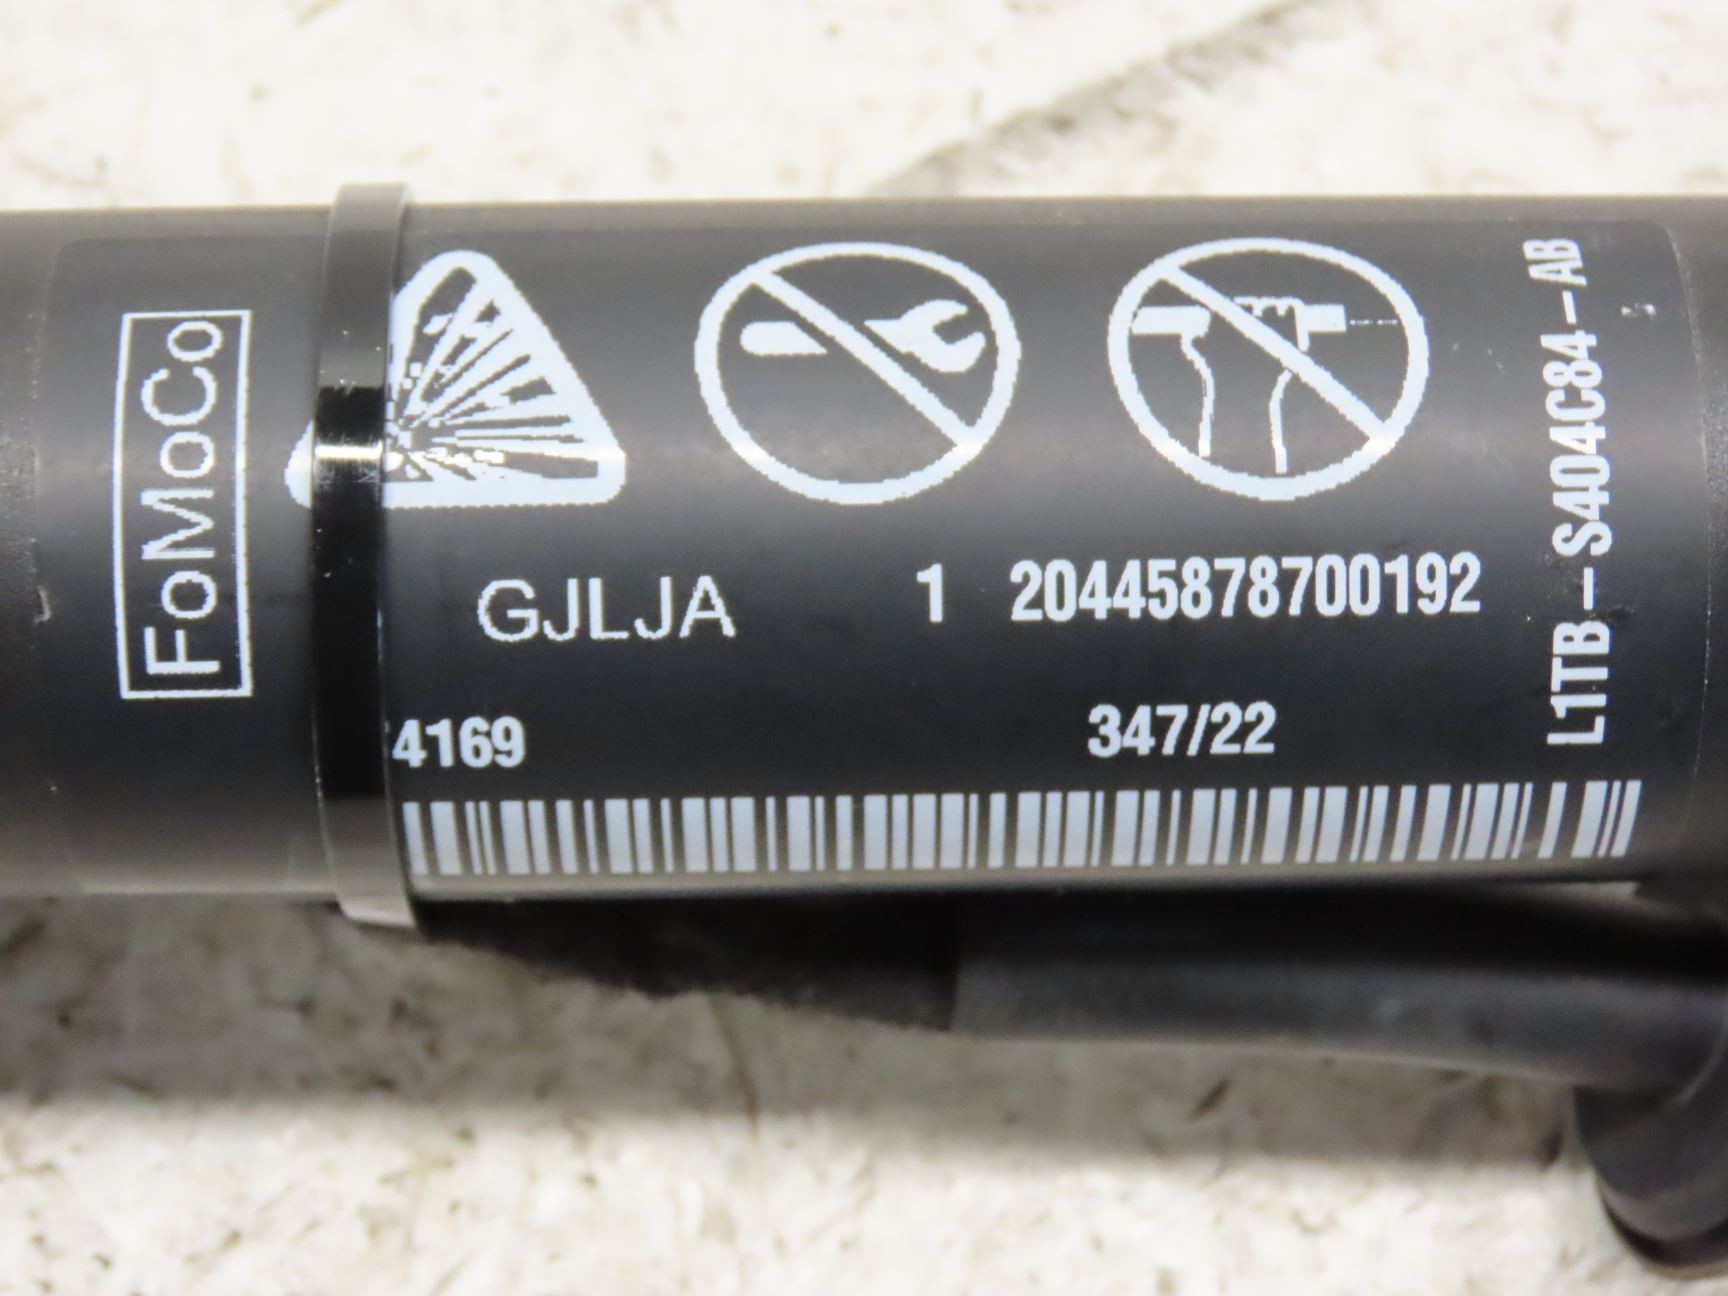 FoMoCo
GJLJA 1 20445878700192
4169 347/22
L1TB-S404C84-AB